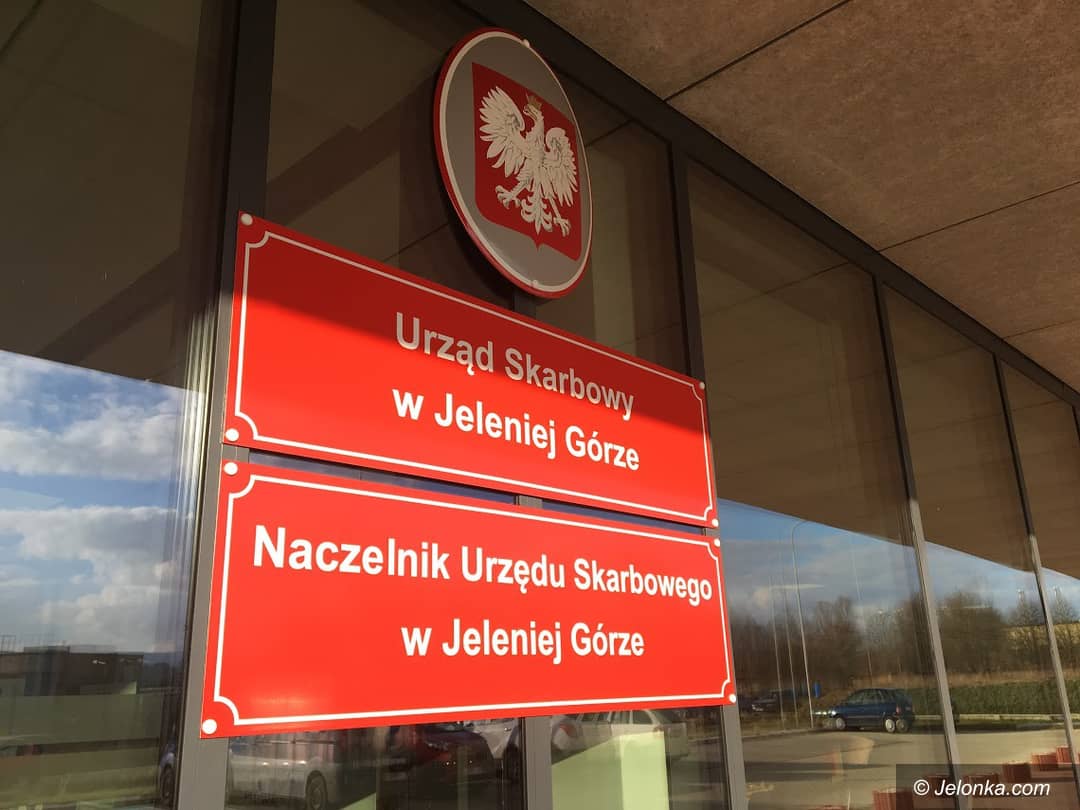 Urząd Skarbowy
w Jeleniej Górze
Naczelnik Urzędu Skarbowego
w Jeleniej Górze
© Jelonka.com